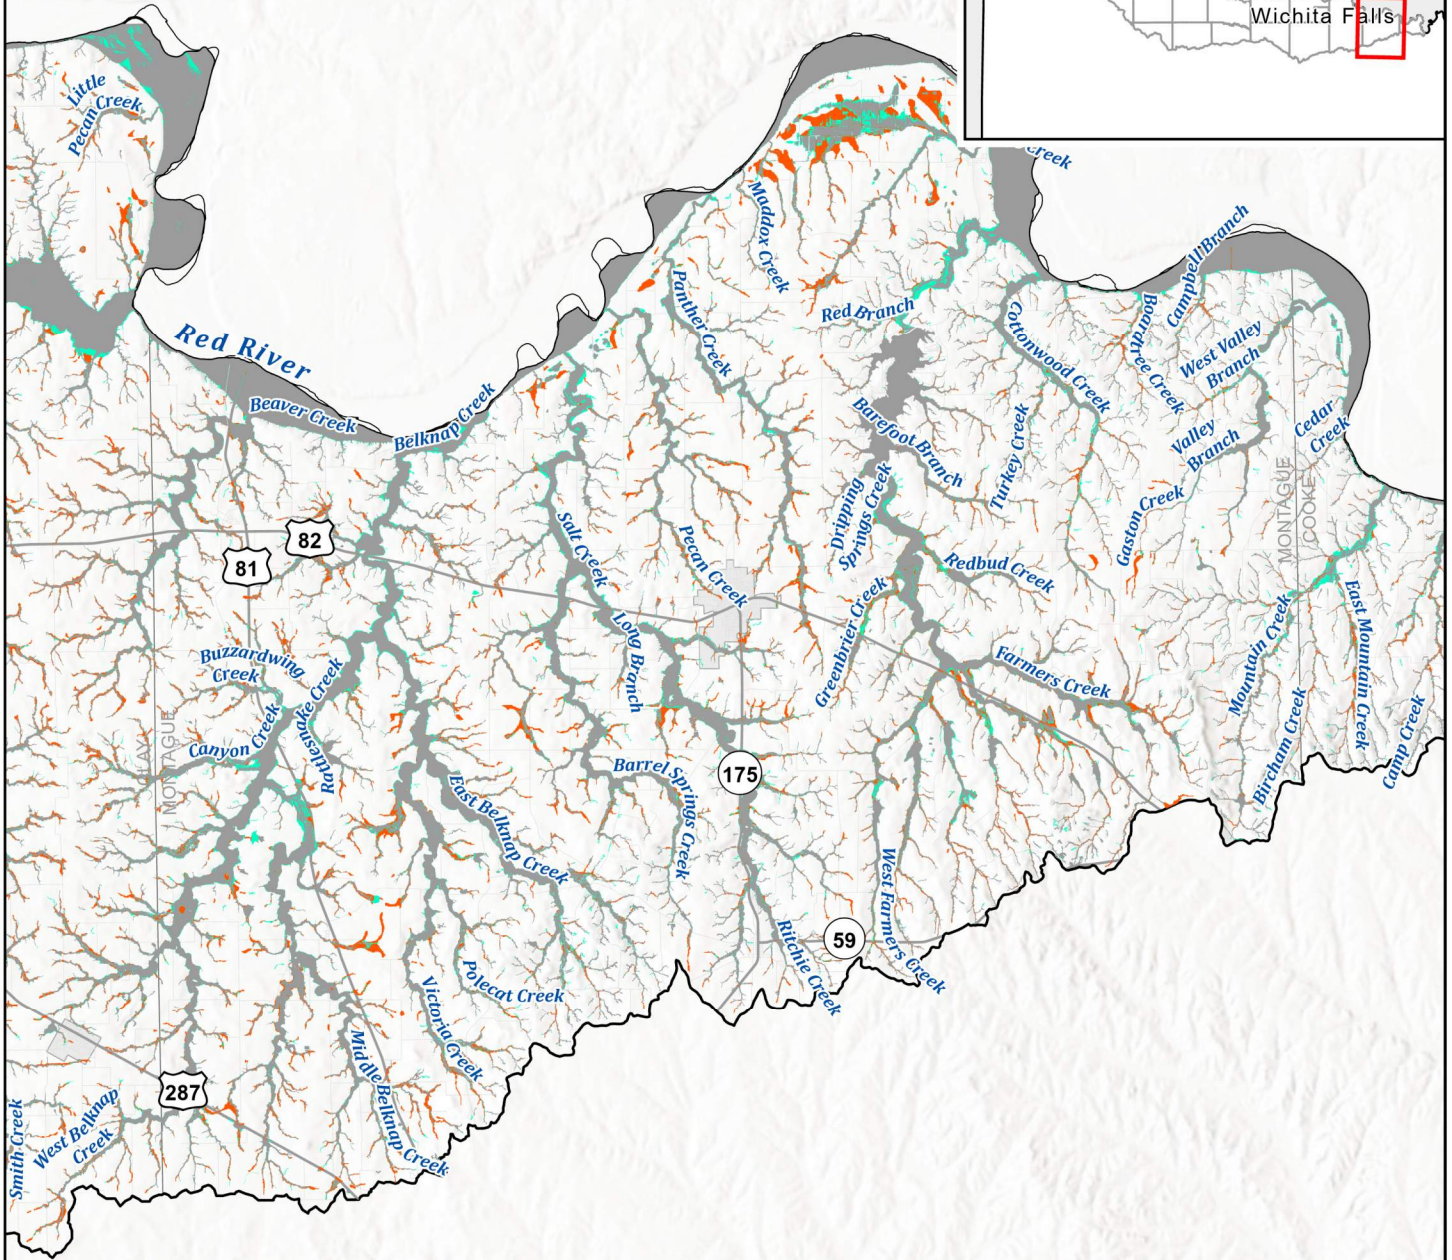 Wichita Falls
Little
Pecan Creek
Creek
Maddox Creek
Campbell Branch
Panther Creek
Red Branch
Boardtree Creek
Cottonwood Creek
West Valley
Branch
Red River
Beaver Creek
Belknap Creek
Barefoot Branch
Turkey Creek
Valley
Branch
Cedar
Creek
Dripping
Springs Creek
Gaston Creek
MONTAGUE
COOKE
82
81
Salt Creek
Pecan Creek
Redbud Creek
Greenbrier Creek
Long Branch
Mountain Creek
East Mountain Creek
Buzzardwing
Creek
Rattlesnake Creek
Farmers Creek
Canyon Creek
CLAY
MONTAGUE
Bircham Creek
Camp Creek
Barrel Springs Creek
175
East Belknap Creek
West Farmers Creek
59
Ritchie Creek
Polecat Creek
Victoria Creek
Middle Belknap Creek
287
West Belknap
Creek
Smith Creek